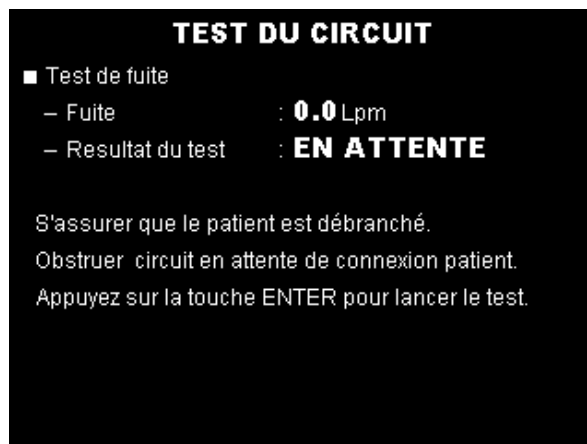 TEST DU CIRCUIT
■ Test de fuite
– Fuite : 0.0 Lpm
– Resultat du test : EN ATTENTE
S'assurer que le patient est débranché.
Obstruer circuit en attente de connexion patient.
Appuyez sur la touche ENTER pour lancer le test.